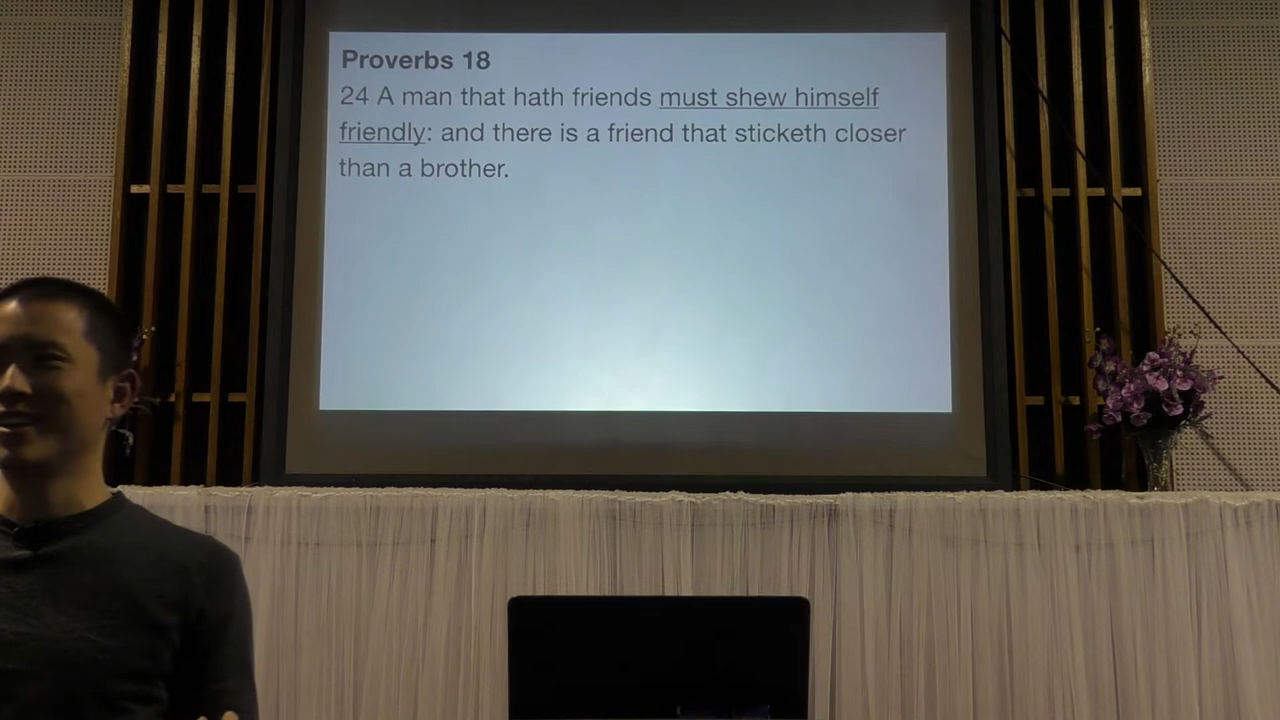 Proverbs 18
24 A man that hath friends must shew himself
friendly: and there is a friend that sticketh closer
than a brother.